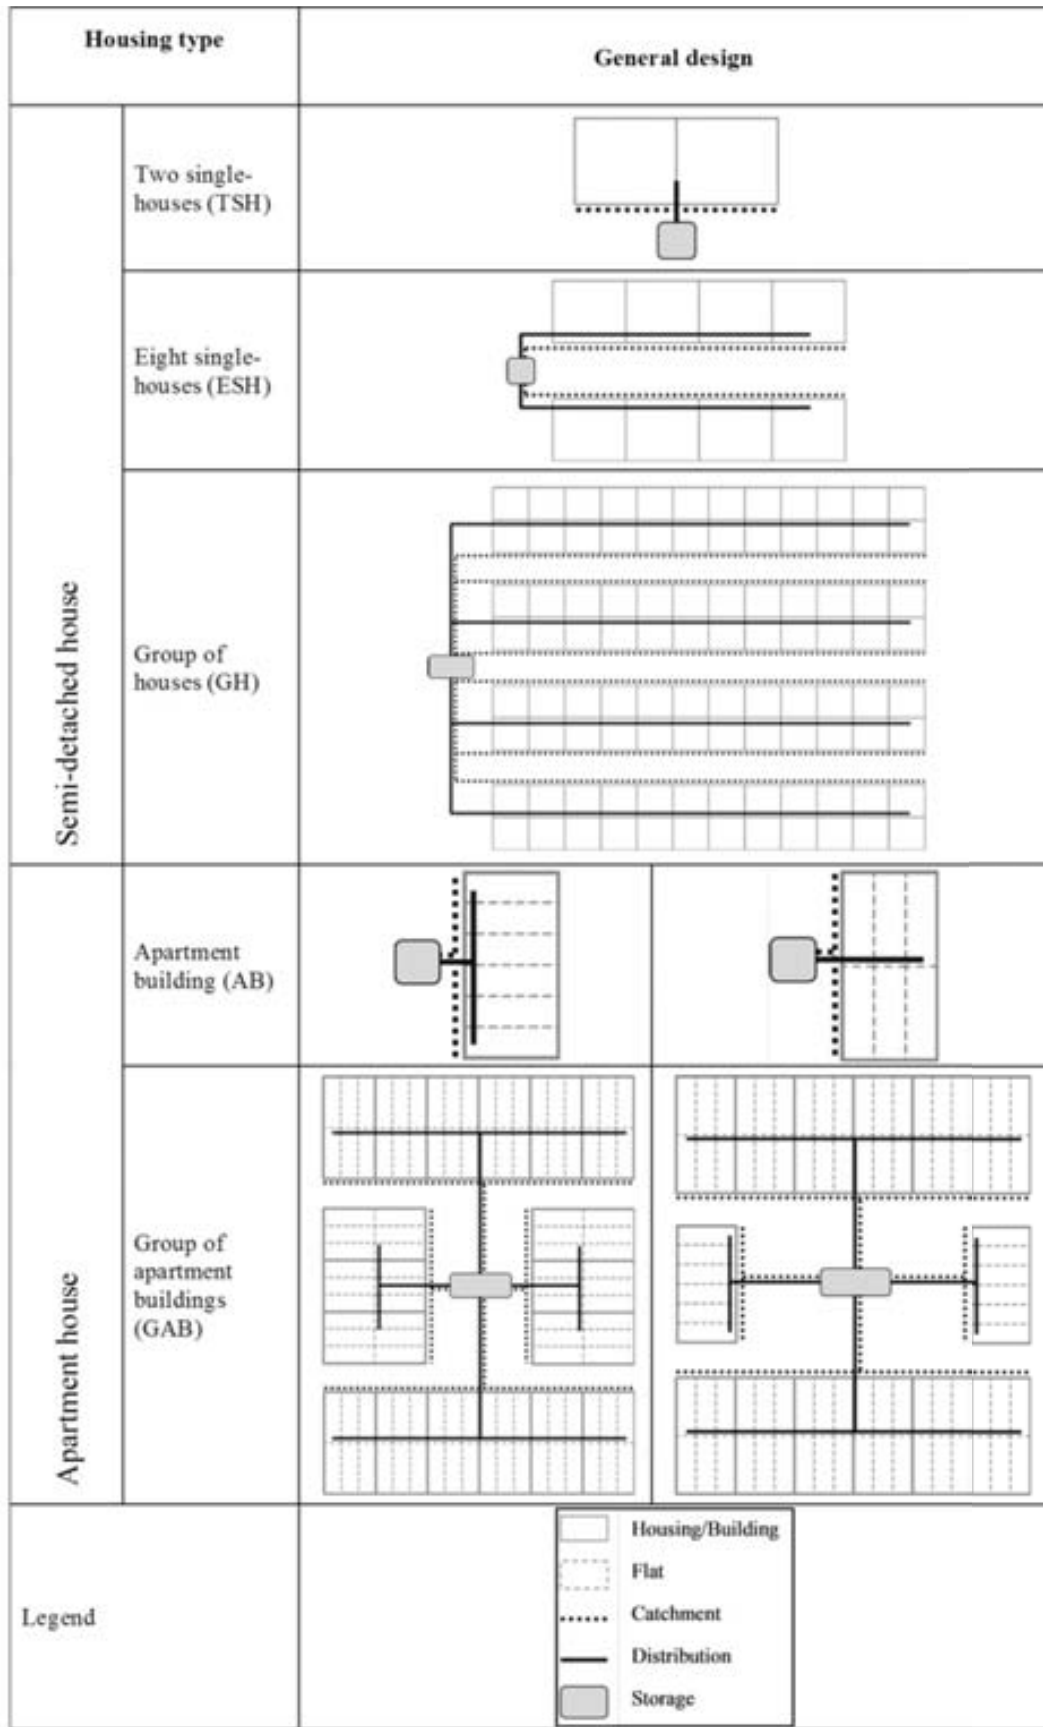 Housing type
General design
Semi-detached house
Two single-
houses (TSH)
Eight single-
houses (ESH)
Group of
houses (GH)
Apartment house
Apartment
building (AB)
Group of
apartment
buildings
(GAB)
Legend
Housing/Building
Flat
Catchment
Distribution
Storage